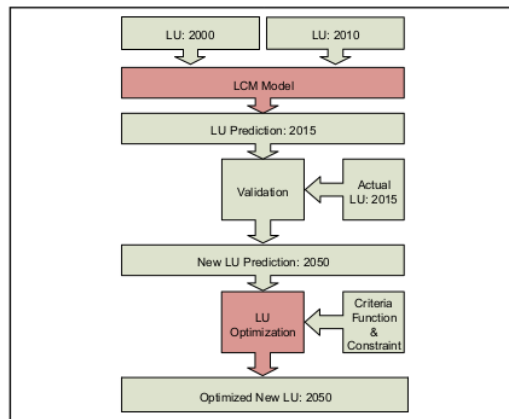 LU: 2000
LU: 2010
LCM Model
LU Prediction: 2015
Validation
Actual
LU: 2015
New LU Prediction: 2050
LU
Optimization
Criteria
Function
&
Constraint
Optimized New LU: 2050